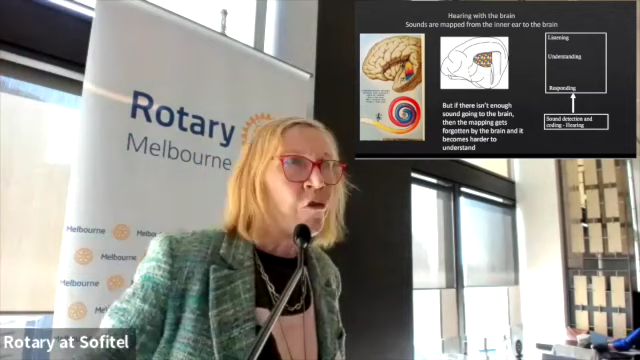 Hearing with the brain
Sounds are mapped from the inner ear to the brain
Listening
Understanding
Responding
But if there isn't enough
sound going to the brain,
then the mapping gets
forgotten by the brain and it
becomes harder to
understand
Sound detection and
coding - Hearing
Rotary
Melbourne
Melbourne
Melbourne
Melbourne
Rotary at Sofitel